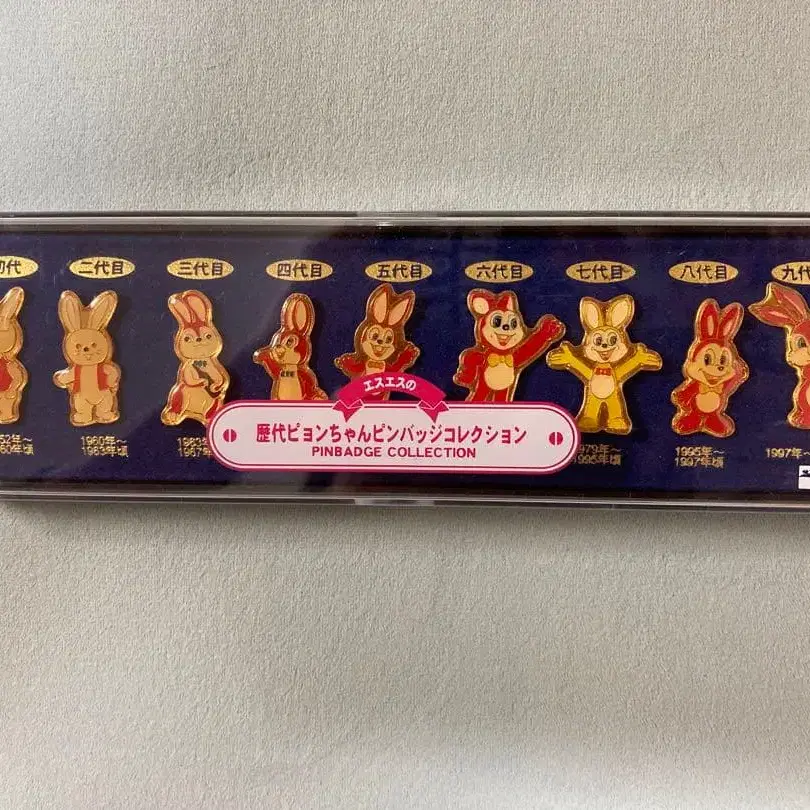 初代
二代目
三代目
四代目
五代目
六代目
七代目
八代目
九代
52年～
60年頃
1960年～
1963年頃
1963年
1967年
エスエスの
歴代ピョンちゃんピンバッジコレクション
PINBADGE COLLECTION
1979年～
1995年頃
1995年～
1997年頃
1997年～